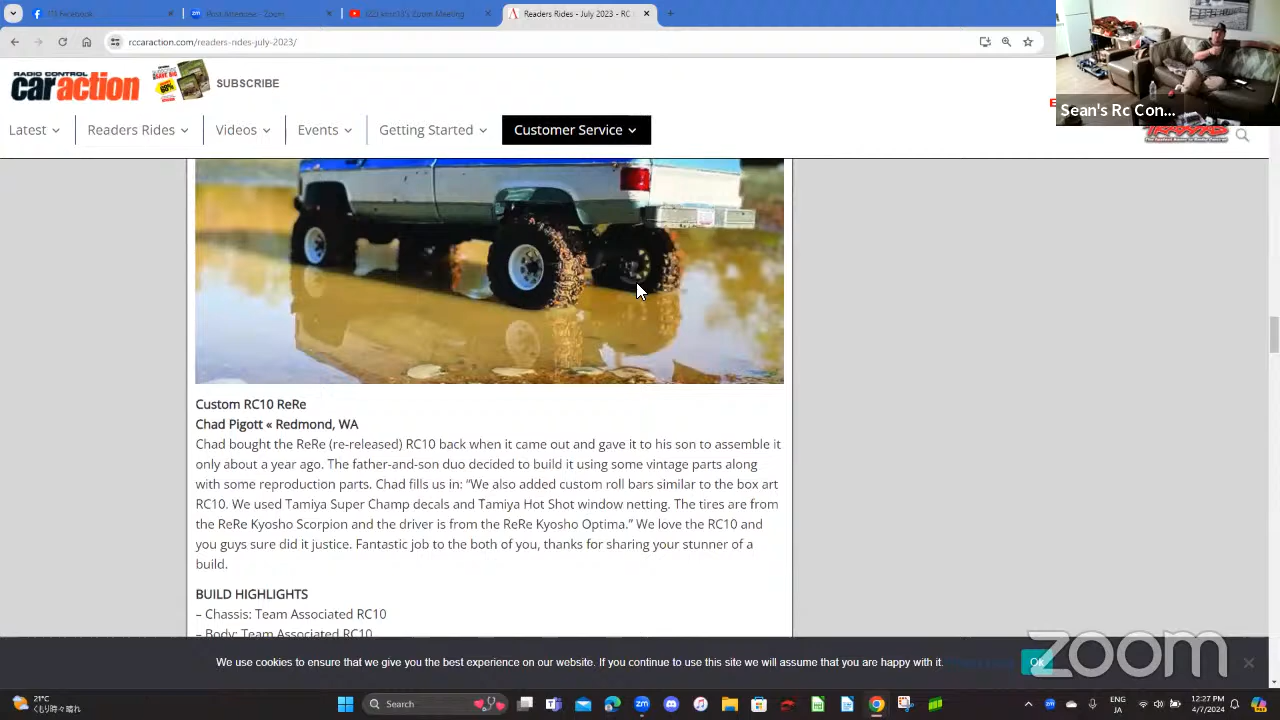 (1) Facebook
Host Attendee - Zoom
Readers Rides - July 2023 - RC
rccaraction.com/readers-rides-july-2023/
RADIO CONTROL
car action
SUBSCRIBE
Sean's Rc Con...
Latest
Readers Rides
Videos
Events
Getting Started
Customer Service
TRAXXAS
Custom RC10 ReRe
Chad Pigott « Redmond, WA
Chad bought the ReRe (re-released) RC10 back when it came out and gave it to his son to assemble it
only about a year ago. The father-and-son duo decided to build it using some vintage parts along
with some reproduction parts. Chad fills us in: “We also added custom roll bars similar to the box art
RC10. We used Tamiya Super Champ decals and Tamiya Hot Shot window netting. The tires are from
the ReRe Kyosho Scorpion and the driver is from the ReRe Kyosho Optima.” We love the RC10 and
you guys sure did it justice. Fantastic job to the both of you, thanks for sharing your stunner of a
build.
BUILD HIGHLIGHTS
– Chassis: Team Associated RC10
– Body: Team Associated RC10
We use cookies to ensure that we give you the best experience on our website. If you continue to use this site we will assume that you are happy with it.
Ok
zoom
21°C
くもり時々晴れ
Search
ENG
JA
12:27 PM
4/7/2024